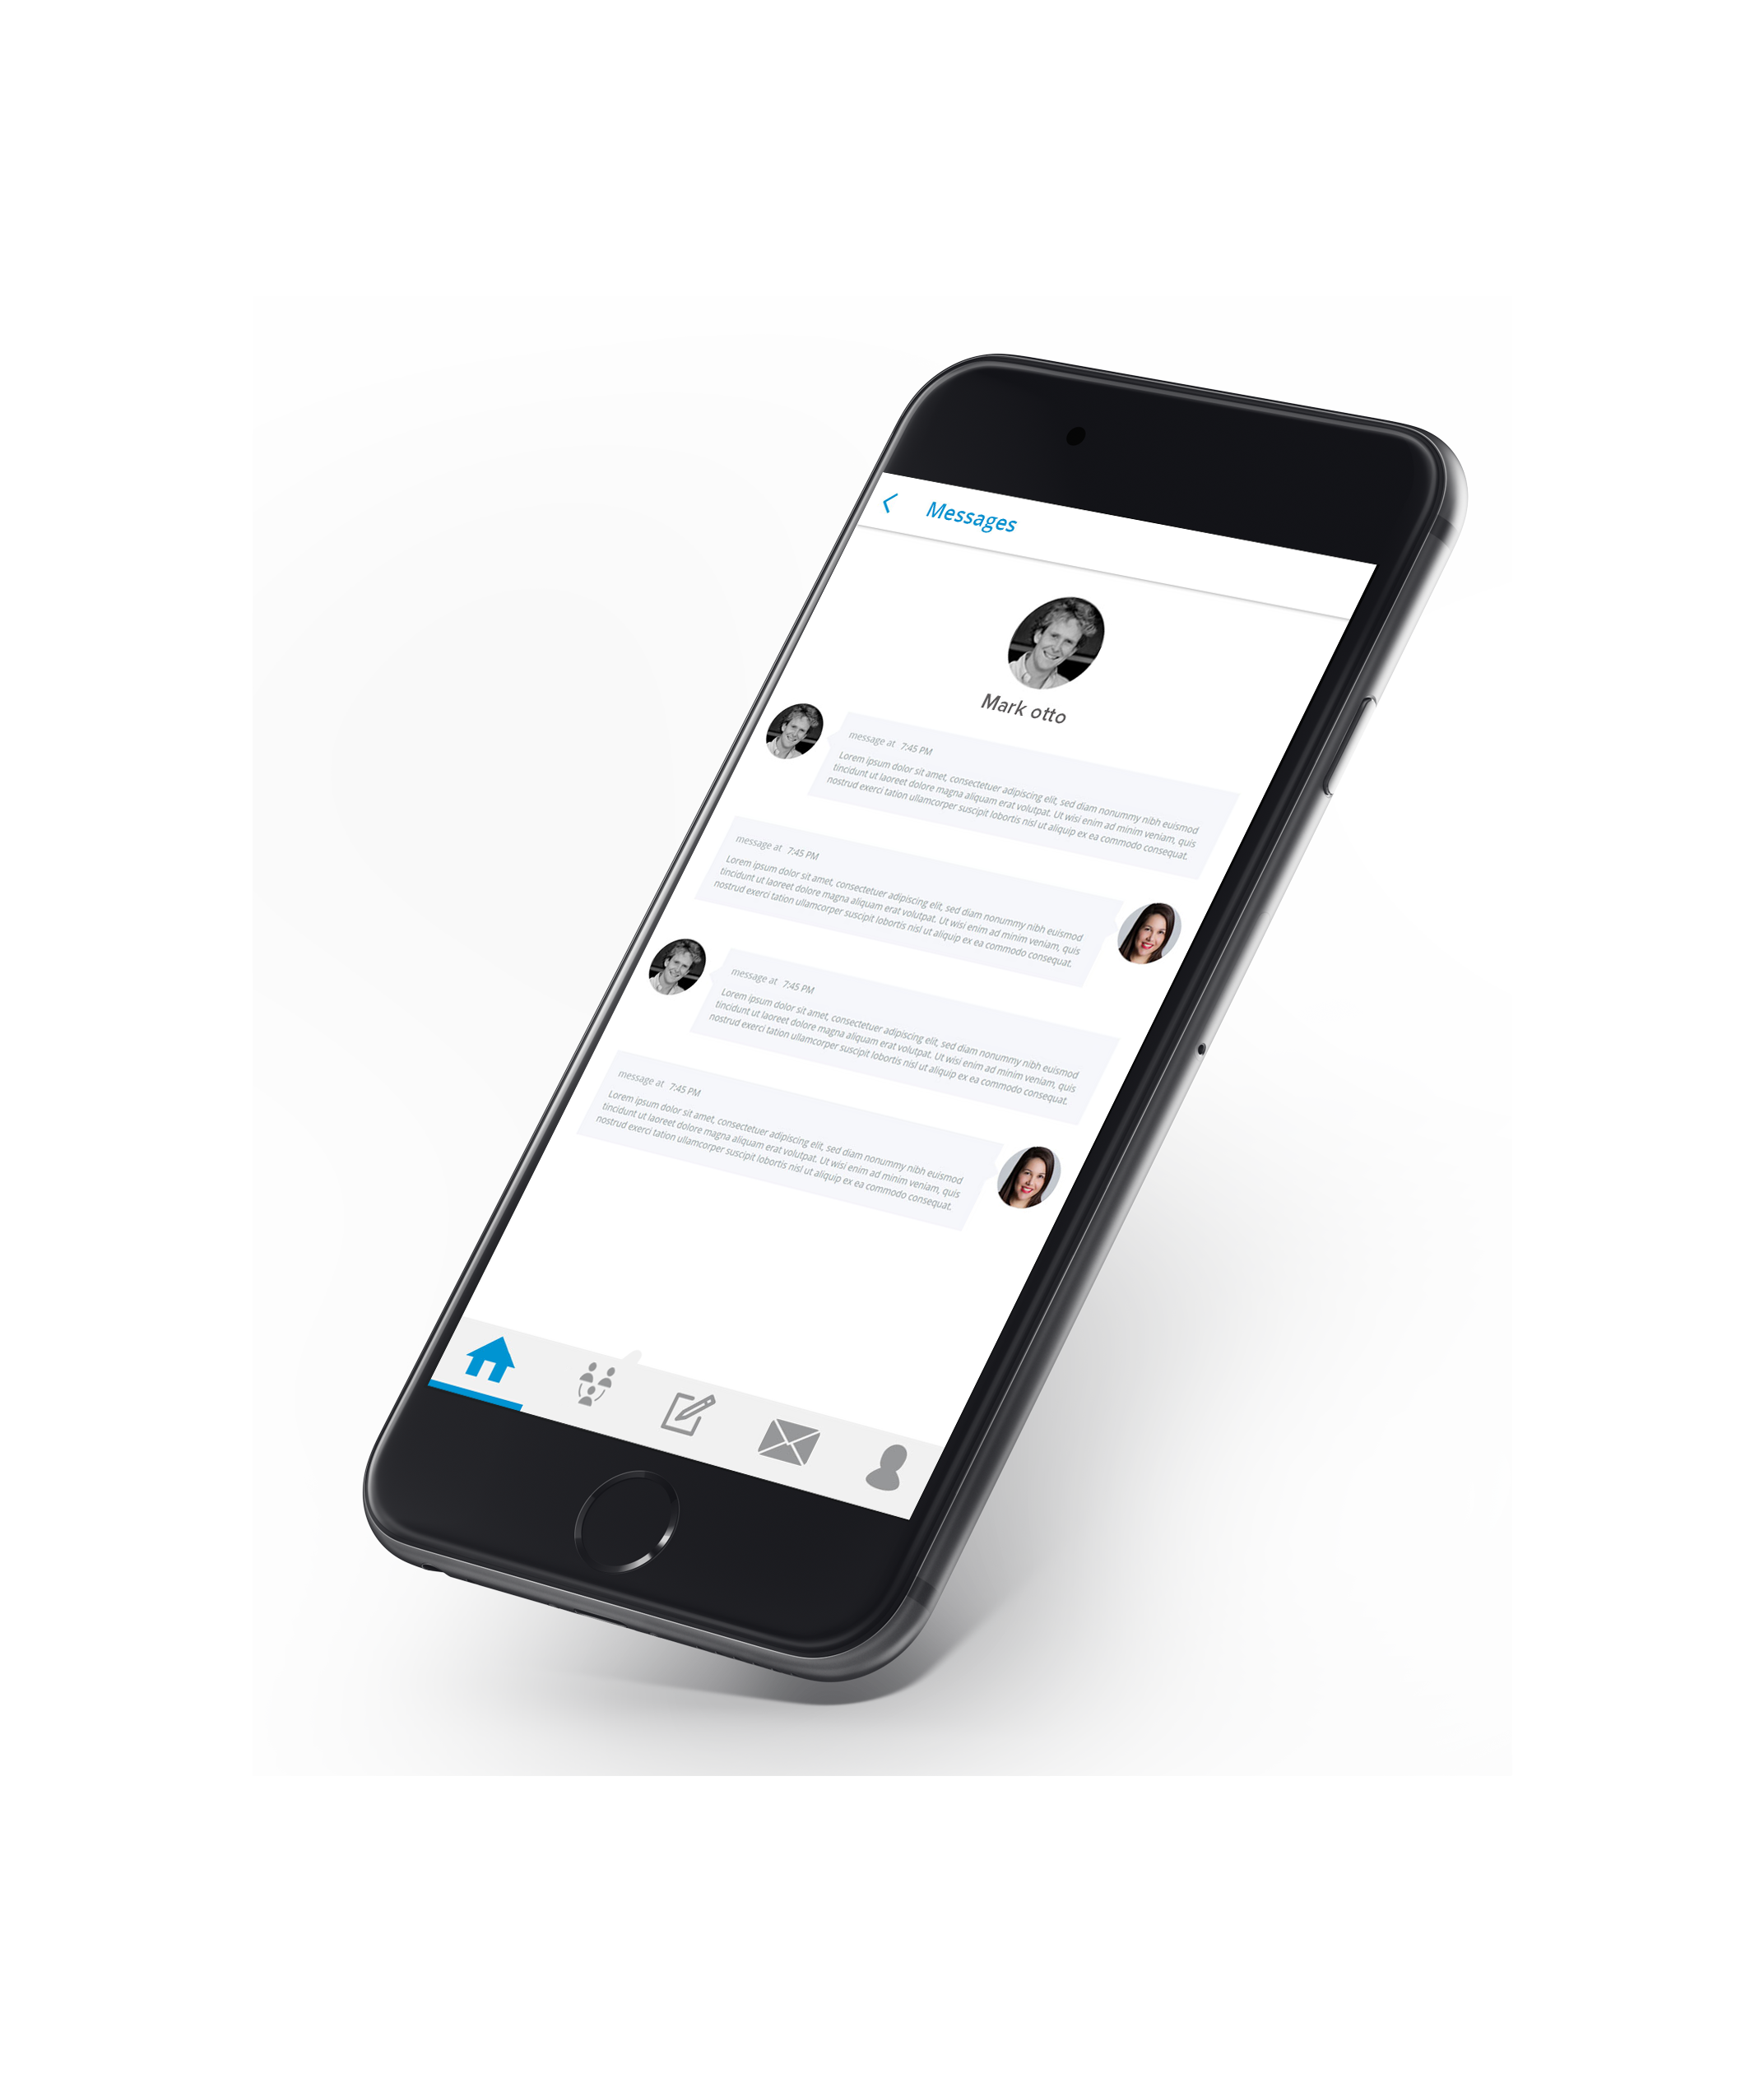 Messages
Mark otto
message at 7:45 PM
Lorem ipsum dolor sit amet, consectetuer adipiscing elit, sed diam nonummy nibh euismod
tincidunt ut laoreet dolore magna aliquam erat volutpat. Ut wisi enim ad minim veniam, quis
nostrud exerci tation ullamcorper suscipit lobortis nisl ut aliquip ex ea commodo consequat.
message at 7:45 PM
Lorem ipsum dolor sit amet, consectetuer adipiscing elit, sed diam nonummy nibh euismod
tincidunt ut laoreet dolore magna aliquam erat volutpat. Ut wisi enim ad minim veniam, quis
nostrud exerci tation ullamcorper suscipit lobortis nisl ut aliquip ex ea commodo consequat.
message at 7:45 PM
Lorem ipsum dolor sit amet, consectetuer adipiscing elit, sed diam nonummy nibh euismod
tincidunt ut laoreet dolore magna aliquam erat volutpat. Ut wisi enim ad minim veniam, quis
nostrud exerci tation ullamcorper suscipit lobortis nisl ut aliquip ex ea commodo consequat.
message at 7:45 PM
Lorem ipsum dolor sit amet, consectetuer adipiscing elit, sed diam nonummy nibh euismod
tincidunt ut laoreet dolore magna aliquam erat volutpat. Ut wisi enim ad minim veniam, quis
nostrud exerci tation ullamcorper suscipit lobortis nisl ut aliquip ex ea commodo consequat.